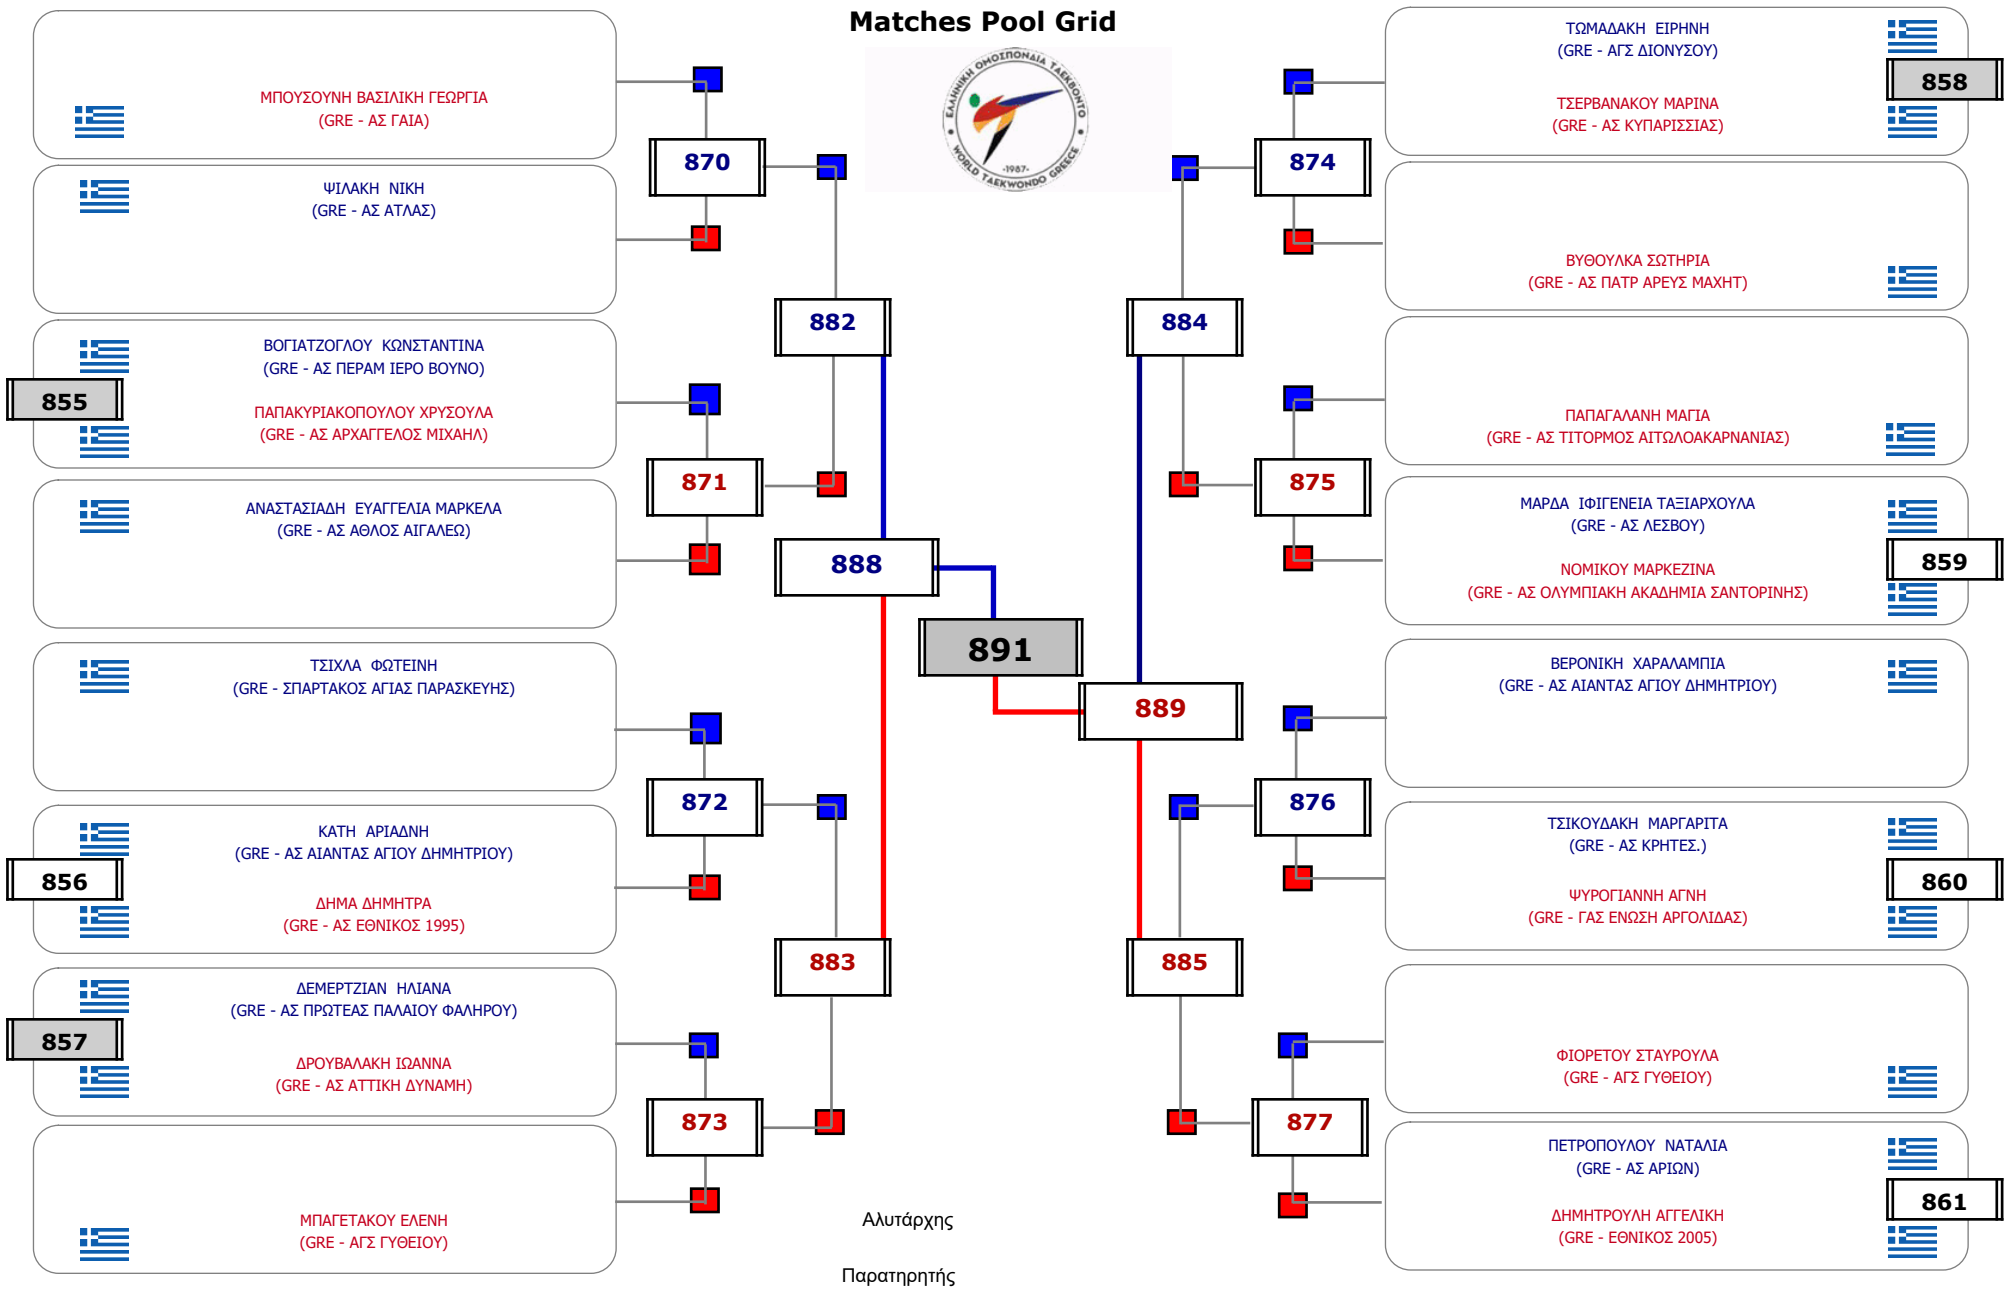 Matches Pool Grid
ΕΛΛΗΝΙΚΗ ΟΜΟΣΠΟΝΔΙΑ ΤΑΕΚΒΟΝΤΟ
-1987-
WORLD TAEKWONDO GREECE
ΜΠΟΥΣΟΥΝΗ ΒΑΣΙΛΙΚΗ ΓΕΩΡΓΙΑ
(GRE - ΑΣ ΓΑΙΑ)
870
ΨΙΛΑΚΗ ΝΙΚΗ
(GRE - ΑΣ ΑΤΛΑΣ)
882
ΒΟΓΙΑΤΖΟΓΛΟΥ ΚΩΝΣΤΑΝΤΙΝΑ
(GRE - ΑΣ ΠΕΡΑΜ ΙΕΡΟ ΒΟΥΝΟ)
855
ΠΑΠΑΚΥΡΙΑΚΟΠΟΥΛΟΥ ΧΡΥΣΟΥΛΑ
(GRE - ΑΣ ΑΡΧΑΓΓΕΛΟΣ ΜΙΧΑΗΛ)
871
ΑΝΑΣΤΑΣΙΑΔΗ ΕΥΑΓΓΕΛΙΑ ΜΑΡΚΕΛΑ
(GRE - ΑΣ ΑΘΛΟΣ ΑΙΓΑΛΕΩ)
888
891
ΤΣΙΧΛΑ ΦΩΤΕΙΝΗ
(GRE - ΣΠΑΡΤΑΚΟΣ ΑΓΙΑΣ ΠΑΡΑΣΚΕΥΗΣ)
872
ΚΑΤΗ ΑΡΙΑΔΝΗ
(GRE - ΑΣ ΑΙΑΝΤΑΣ ΑΓΙΟΥ ΔΗΜΗΤΡΙΟΥ)
856
ΔΗΜΑ ΔΗΜΗΤΡΑ
(GRE - ΑΣ ΕΘΝΙΚΟΣ 1995)
883
ΔΕΜΕΡΤΖΙΑΝ ΗΛΙΑΝΑ
(GRE - ΑΣ ΠΡΩΤΕΑΣ ΠΑΛΑΙΟΥ ΦΑΛΗΡΟΥ)
857
ΔΡΟΥΒΑΛΑΚΗ ΙΩΑΝΝΑ
(GRE - ΑΣ ΑΤΤΙΚΗ ΔΥΝΑΜΗ)
873
ΜΠΑΓΕΤΑΚΟΥ ΕΛΕΝΗ
(GRE - ΑΓΣ ΓΥΘΕΙΟΥ)
ΤΩΜΑΔΑΚΗ ΕΙΡΗΝΗ
(GRE - ΑΓΣ ΔΙΟΝΥΣΟΥ)
858
ΤΣΕΡΒΑΝΑΚΟΥ ΜΑΡΙΝΑ
(GRE - ΑΣ ΚΥΠΑΡΙΣΣΙΑΣ)
874
ΒΥΘΟΥΛΚΑ ΣΩΤΗΡΙΑ
(GRE - ΑΣ ΠΑΤΡ ΑΡΕΥΣ ΜΑΧΗΤ)
884
ΠΑΠΑΓΑΛΑΝΗ ΜΑΓΙΑ
(GRE - ΑΣ ΤΙΤΟΡΜΟΣ ΑΙΤΩΛΟΑΚΑΡΝΑΝΙΑΣ)
875
ΜΑΡΔΑ ΙΦΙΓΕΝΕΙΑ ΤΑΞΙΑΡΧΟΥΛΑ
(GRE - ΑΣ ΛΕΣΒΟΥ)
859
ΝΟΜΙΚΟΥ ΜΑΡΚΕΖΙΝΑ
(GRE - ΑΣ ΟΛΥΜΠΙΑΚΗ ΑΚΑΔΗΜΙΑ ΣΑΝΤΟΡΙΝΗΣ)
889
ΒΕΡΟΝΙΚΗ ΧΑΡΑΛΑΜΠΙΑ
(GRE - ΑΣ ΑΙΑΝΤΑΣ ΑΓΙΟΥ ΔΗΜΗΤΡΙΟΥ)
876
ΤΣΙΚΟΥΔΑΚΗ ΜΑΡΓΑΡΙΤΑ
(GRE - ΑΣ ΚΡΗΤΕΣ.)
860
ΨΥΡΟΓΙΑΝΝΗ ΑΓΝΗ
(GRE - ΓΑΣ ΕΝΩΣΗ ΑΡΓΟΛΙΔΑΣ)
885
ΦΙΟΡΕΤΟΥ ΣΤΑΥΡΟΥΛΑ
(GRE - ΑΓΣ ΓΥΘΕΙΟΥ)
877
ΠΕΤΡΟΠΟΥΛΟΥ ΝΑΤΑΛΙΑ
(GRE - ΑΣ ΑΡΙΩΝ)
861
ΔΗΜΗΤΡΟΥΛΗ ΑΓΓΕΛΙΚΗ
(GRE - ΕΘΝΙΚΟΣ 2005)
Αλυτάρχης
Παρατηρητής